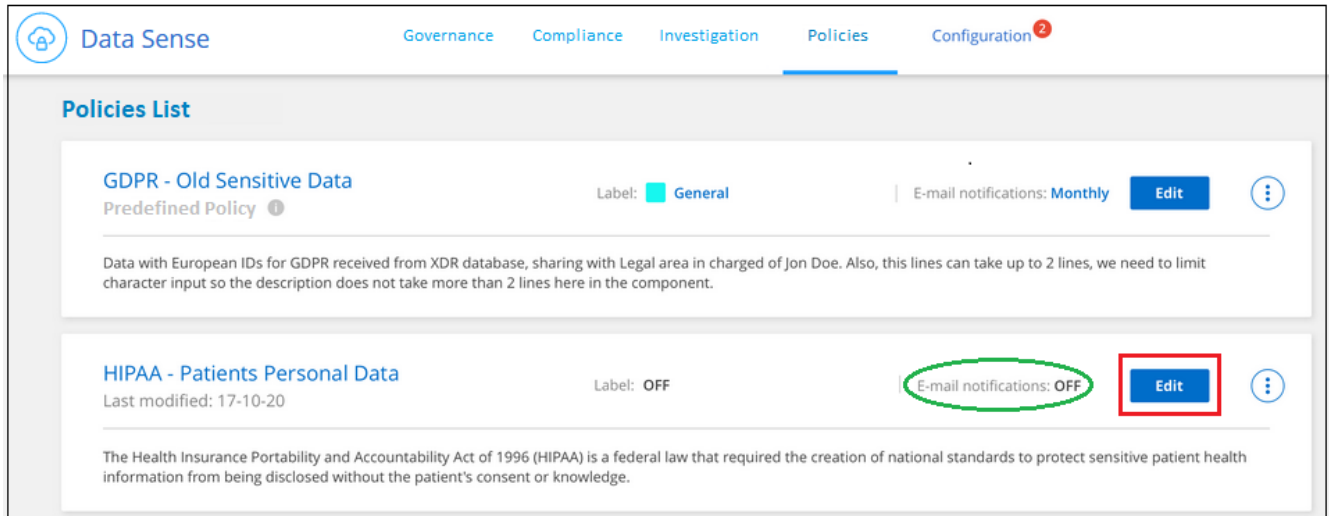 Data Sense Governance Compliance Investigation Policies Configuration 2
Policies List
GDPR - Old Sensitive Data
Label: General E-mail notifications: Monthly Edit
Predefined Policy i
Data with European IDs for GDPR received from XDR database, sharing with Legal area in charged of Jon Doe. Also, this lines can take up to 2 lines, we need to limit
character input so the description does not take more than 2 lines here in the component.
HIPAA - Patients Personal Data
Label: OFF E-mail notifications: OFF Edit
Last modified: 17-10-20
The Health Insurance Portability and Accountability Act of 1996 (HIPAA) is a federal law that required the creation of national standards to protect sensitive patient health
information from being disclosed without the patient's consent or knowledge.